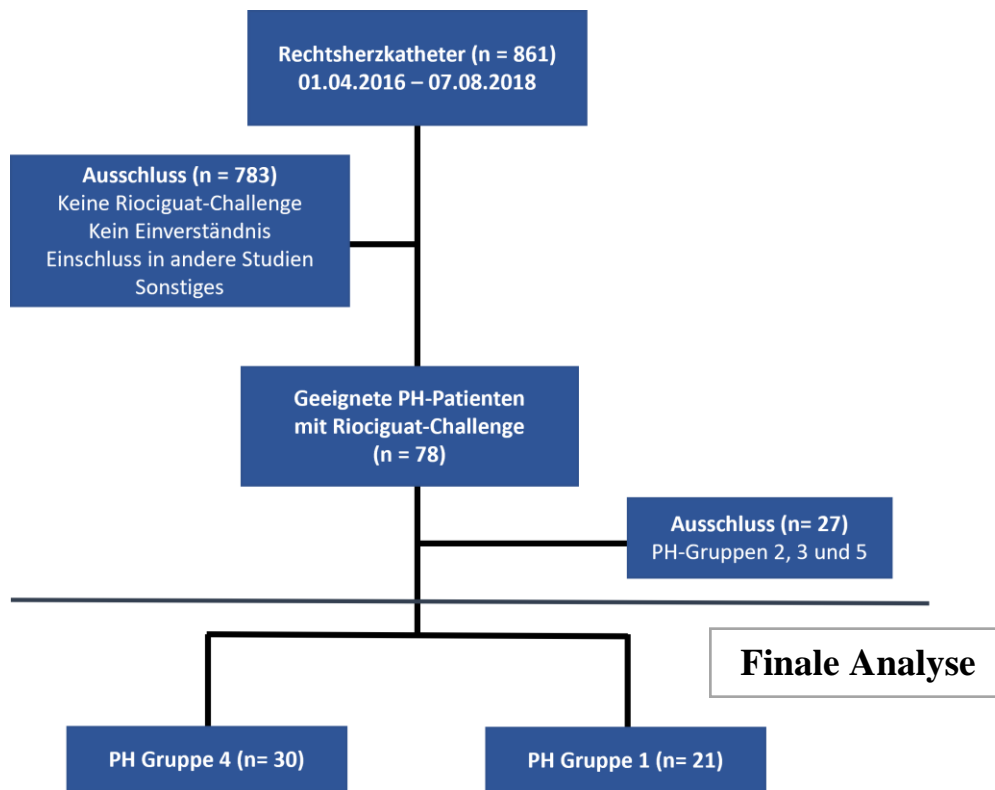 Rechtsherzkatheter (n = 861)
01.04.2016 – 07.08.2018
Ausschluss (n = 783)
Keine Riociguat-Challenge
Kein Einverständnis
Einschluss in andere Studien
Sonstiges
Geeignete PH-Patienten
mit Riociguat-Challenge
(n = 78)
Ausschluss (n= 27)
PH-Gruppen 2, 3 und 5
Finale Analyse
PH Gruppe 4 (n= 30)
PH Gruppe 1 (n= 21)